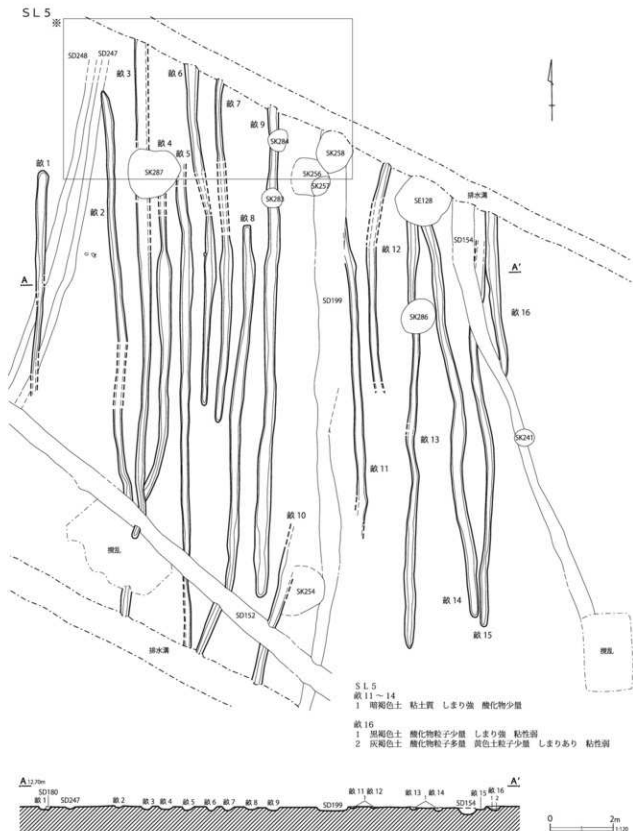 SL5
※
SD248 SD247
畝3
畝6
畝7
畝9
SK284
SK258
畝1
畝4
畝5
SK287
SK256
SK257
SE128
SK283
畝2
畝8
畝12
排水溝
SD154
A
A'
SD199
SK286
畝16
SK241
畝13
畝11
畝10
撹乱
SK254
SD152
畝14
畝15
排水溝
撹乱
SL5
畝11～14
1 暗褐色土 粘土質 しまり強 酸化物少量
畝16
1 黒褐色土 酸化物粒子少量 しまり強 粘性弱
2 灰褐色土 酸化物粒子多量 黄色土粒子少量 しまりあり 粘性弱
A 12.70m
A'
SD180
畝1 SD247 畝2 畝3 畝4 畝5 畝6 畝7 畝8 畝9 SD199 畝11 畝12 畝13 畝14 SD154 畝15 畝16
1 1 1 2
0 2m
1:120